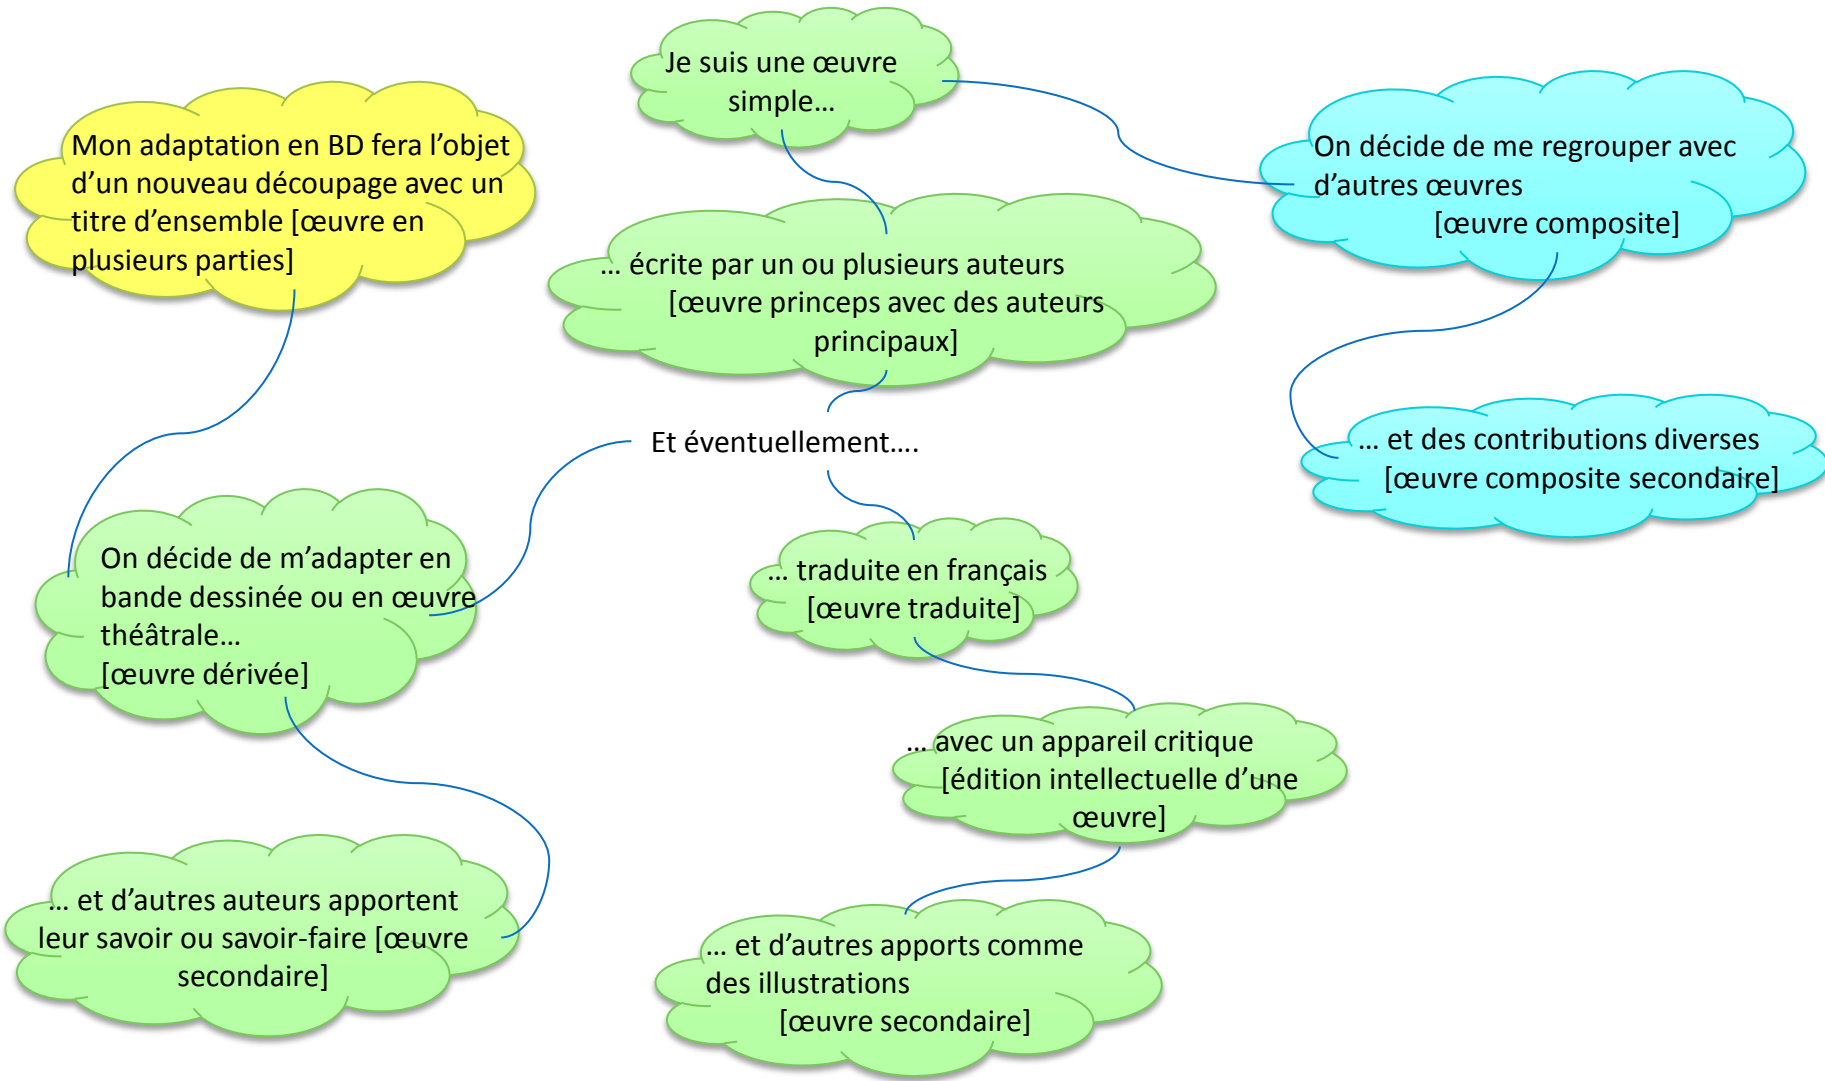 Je suis une œuvre
simple…
Mon adaptation en BD fera l’objet
d’un nouveau découpage avec un
titre d’ensemble [œuvre en
plusieurs parties]
On décide de me regrouper avec
d’autres œuvres
[œuvre composite]
… écrite par un ou plusieurs auteurs
[œuvre princeps avec des auteurs
principaux]
Et éventuellement….
… et des contributions diverses
[œuvre composite secondaire]
On décide de m’adapter en
bande dessinée ou en œuvre
théâtrale…
[œuvre dérivée]
… traduite en français
[œuvre traduite]
… avec un appareil critique
[édition intellectuelle d’une
œuvre]
… et d’autres auteurs apportent
leur savoir ou savoir-faire [œuvre
secondaire]
… et d’autres apports comme
des illustrations
[œuvre secondaire]